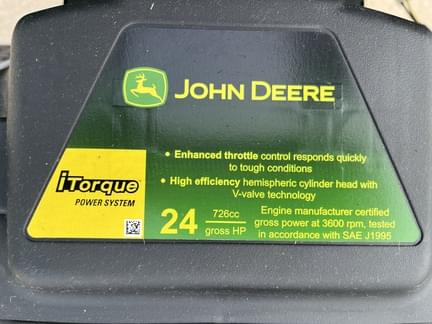 JOHN DEERE
• Enhanced throttle control responds quickly
to tough conditions
• High efficiency hemispheric cylinder head with
V-valve technology
iTorque
POWER SYSTEM
24 726cc
gross HP
Engine manufacturer certified
gross power at 3600 rpm, tested
in accordance with SAE J1995